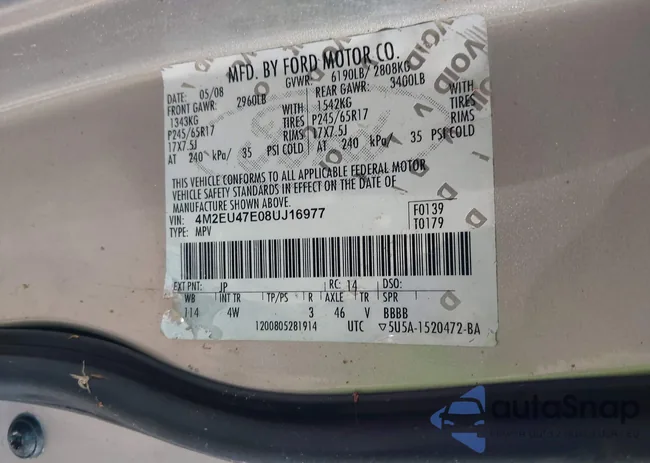 MFD. BY FORD MOTOR CO.
DATE: 05/08 GVWR: 6190LB/ 2808KG
FRONT GAWR: 2960LB REAR GAWR: 3400LB
1343KG WITH 1542KG WITH
P245/65R17 TIRES P245/65R17 TIRES
17X7.5J RIMS 17X7.5J RIMS
AT 240 kPa/ 35 PSI COLD AT 240 kPa/ 35 PSI COLD
THIS VEHICLE CONFORMS TO ALL APPLICABLE FEDERAL MOTOR
VEHICLE SAFETY STANDARDS IN EFFECT ON THE DATE OF
MANUFACTURE SHOWN ABOVE.
VIN: 4M2EU47E08UJ16977 F0139
TYPE: MPV T0179
EXT PNT: JP RC: 14 DSO:
WB INT TR TP/PS R AXLE TR SPR
114 4W 3 46 V BBBB
1200805281914 UTC ▽5U5A-1520472-BA
autoSnap